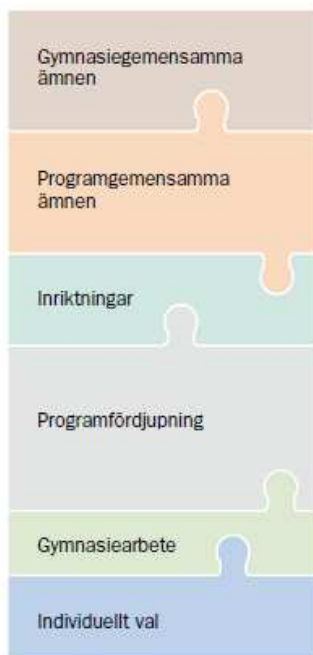 Gymnasiegemensamma
ämnen
Programgemensamma
ämnen
Inriktningar
Programfördjupning
Gymnasiearbete
Individuellt val